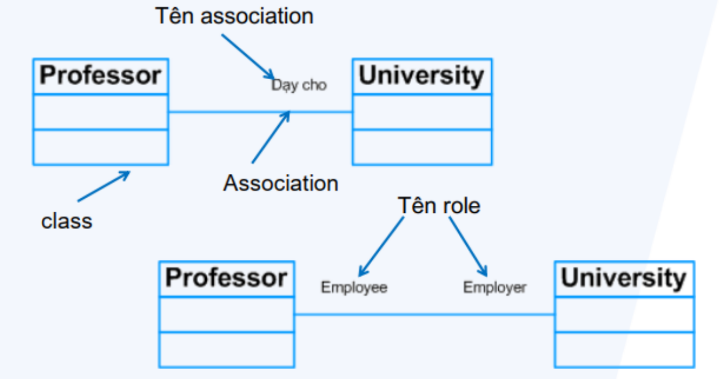 Tên association
Professor
Dạy cho
University
Association
class
Tên role
Professor
Employee
Employer
University